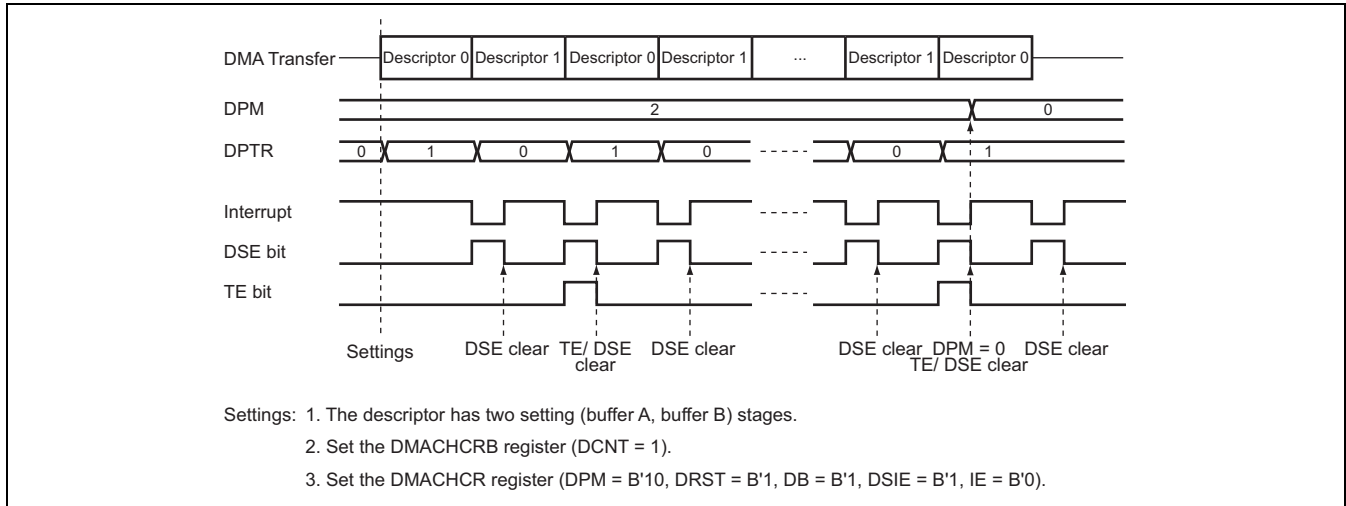 DMA Transfer Descriptor 0 Descriptor 1 Descriptor 0 Descriptor 1 ... Descriptor 1 Descriptor 0
DPM 2 0
DPTR 0 1 0 1 0 0 1
Interrupt
DSE bit
TE bit
Settings DSE clear TE/ DSE clear DSE clear DSE clear DPM = 0 TE/ DSE clear DSE clear
Settings: 1. The descriptor has two setting (buffer A, buffer B) stages.
2. Set the DMACHCRB register (DCNT = 1).
3. Set the DMACHCR register (DPM = B'10, DRST = B'1, DB = B'1, DSIE = B'1, IE = B'0).